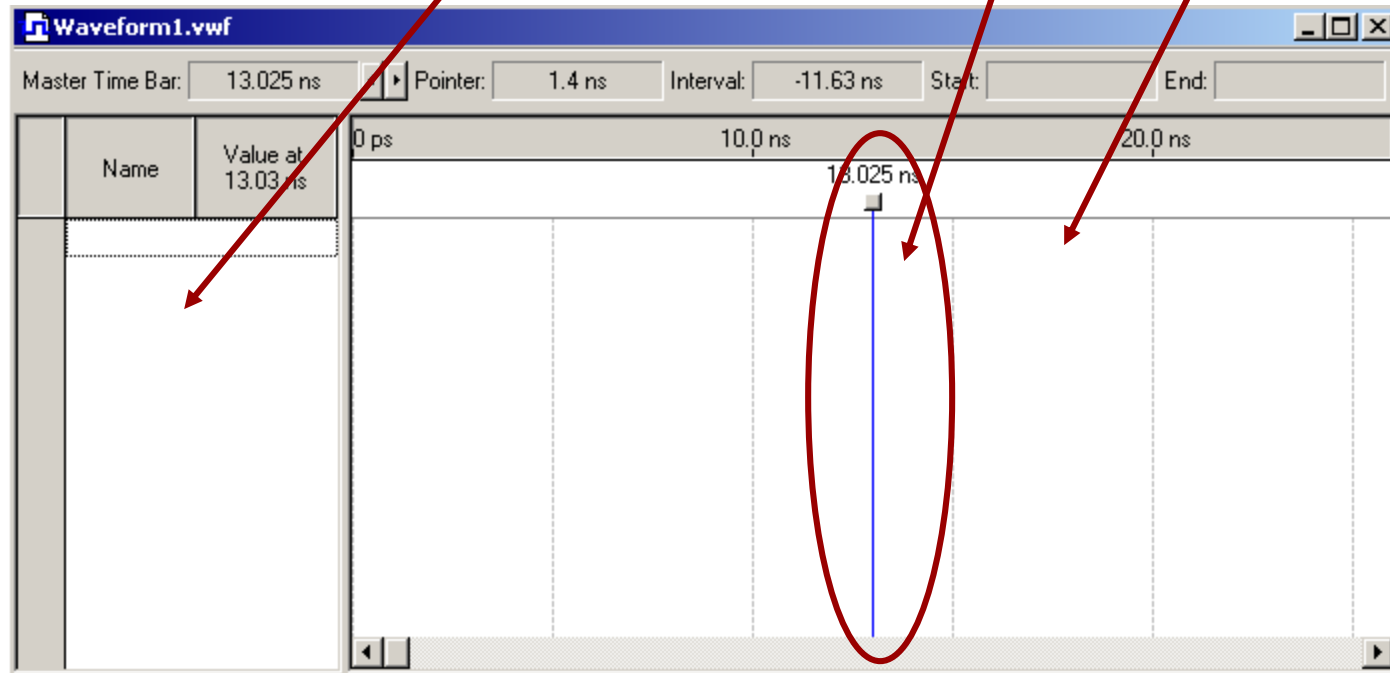 Waveform1.vwf
Master Time Bar: 13.025 ns Pointer: 1.4 ns Interval: -11.63 ns Start: End:
Name
Value at
13.03 ns
0 ps 10.0 ns 20.0 ns
13.025 ns